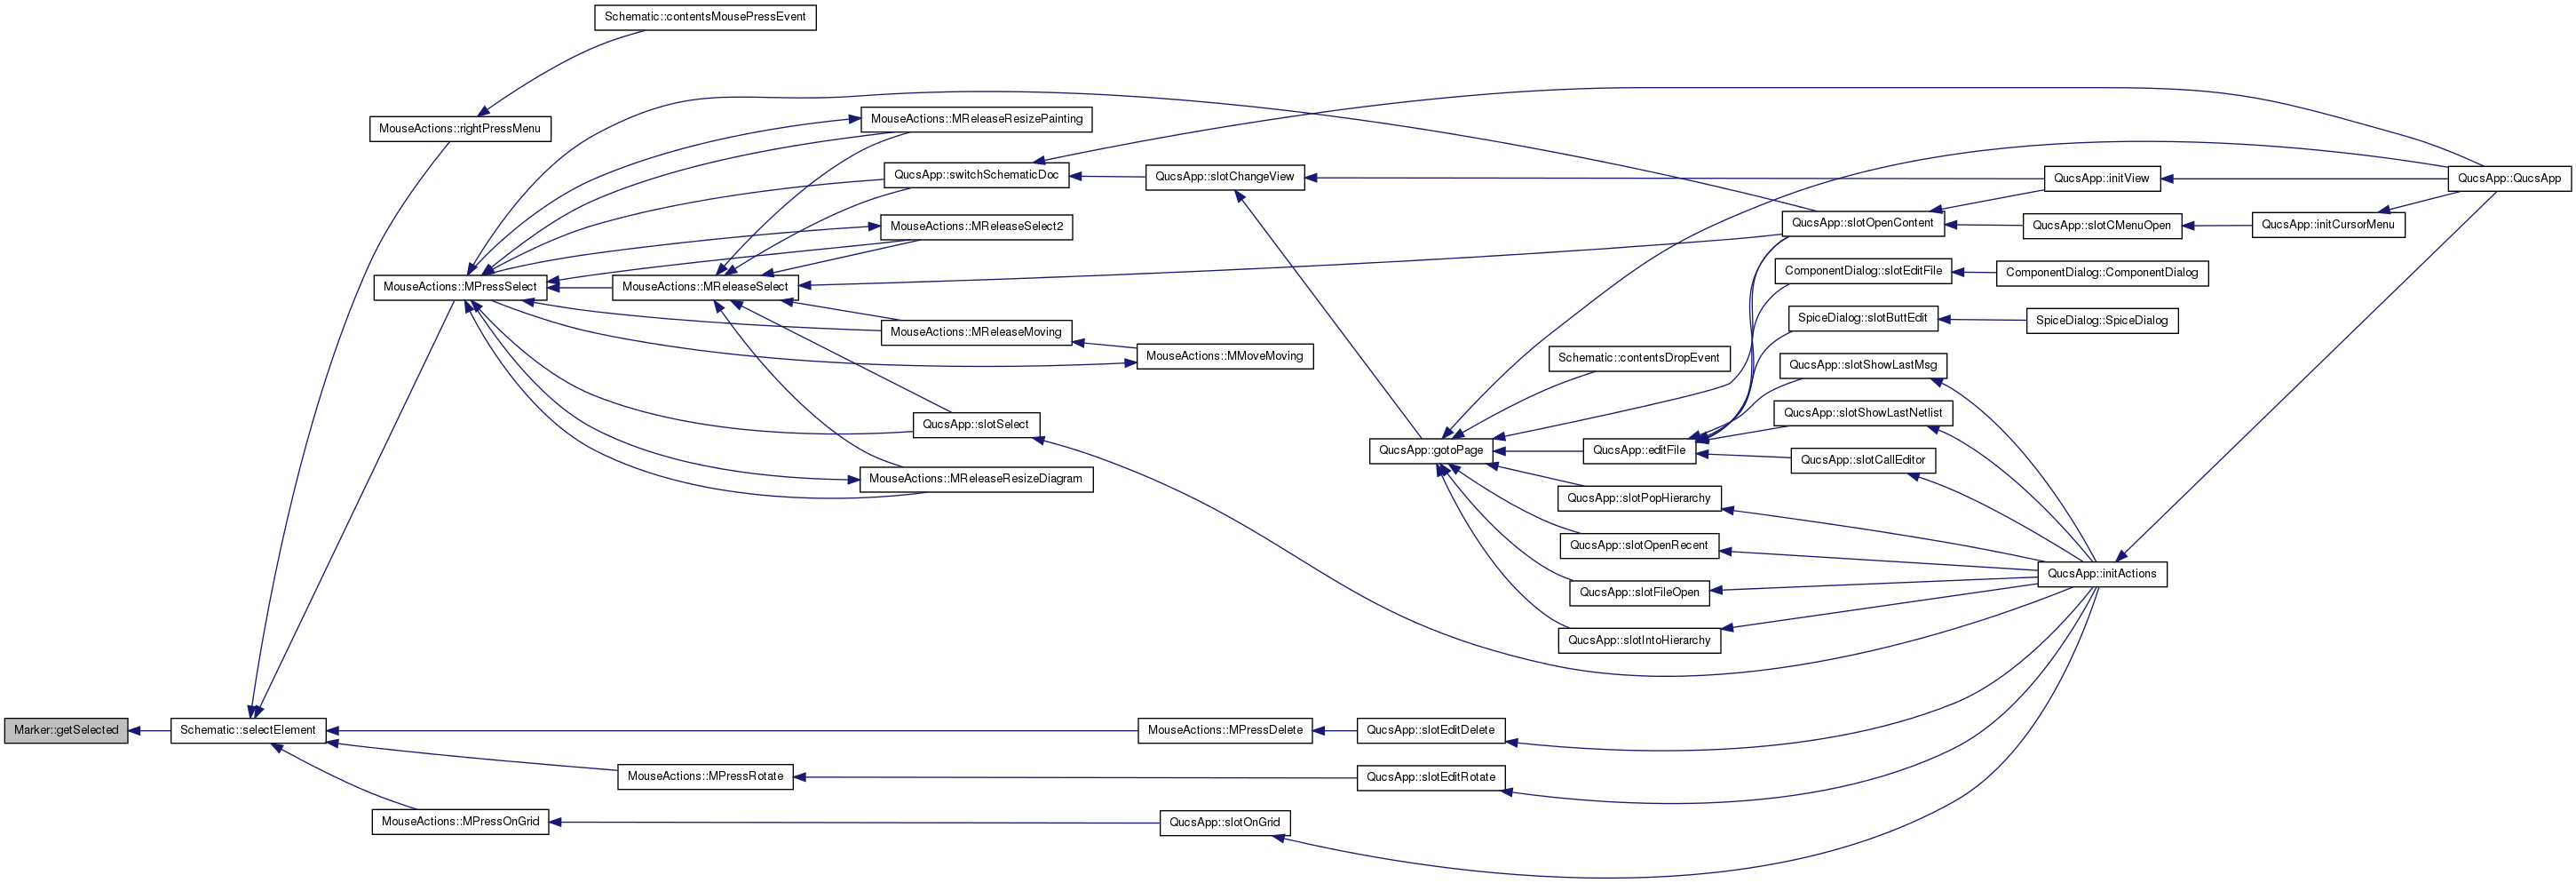 Schematic::contentsMousePressEvent
MouseActions::rightPressMenu
MouseActions::MReleaseResizePainting
QucsApp::switchSchematicDoc
QucsApp::slotChangeView
QucsApp::initView
QucsApp::QucsApp
MouseActions::MReleaseSelect2
QucsApp::slotOpenContent
QucsApp::slotCMenuOpen
QucsApp::initCursorMenu
ComponentDialog::slotEditFile
ComponentDialog::ComponentDialog
MouseActions::MPressSelect
MouseActions::MReleaseSelect
SpiceDialog::slotButtEdit
SpiceDialog::SpiceDialog
MouseActions::MReleaseMoving
MouseActions::MMoveMoving
Schematic::contentsDropEvent
QucsApp::slotShowLastMsg
QucsApp::slotShowLastNetlist
QucsApp::slotSelect
QucsApp::gotoPage
QucsApp::editFile
QucsApp::slotCallEditor
MouseActions::MReleaseResizeDiagram
QucsApp::slotPopHierarchy
QucsApp::slotOpenRecent
QucsApp::initActions
QucsApp::slotFileOpen
QucsApp::slotIntoHierarchy
Marker::getSelected
Schematic::selectElement
MouseActions::MPressDelete
QucsApp::slotEditDelete
MouseActions::MPressRotate
QucsApp::slotEditRotate
MouseActions::MPressOnGrid
QucsApp::slotOnGrid